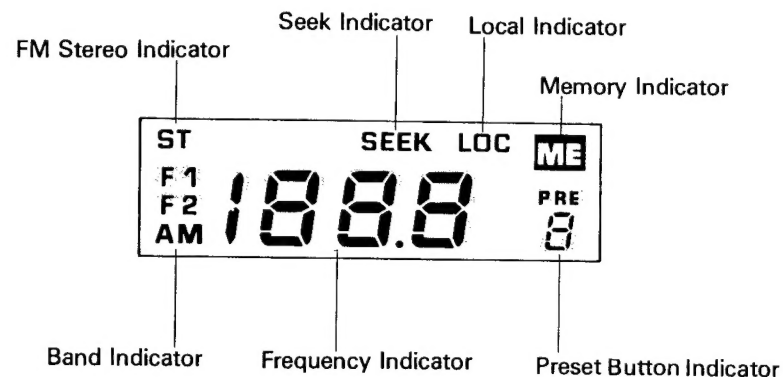 Seek Indicator
Local Indicator
FM Stereo Indicator
Memory Indicator
ST
SEEK
LOC
ME
F1
F2
AM
188.8
PRE
8
Band Indicator
Frequency Indicator
Preset Button Indicator